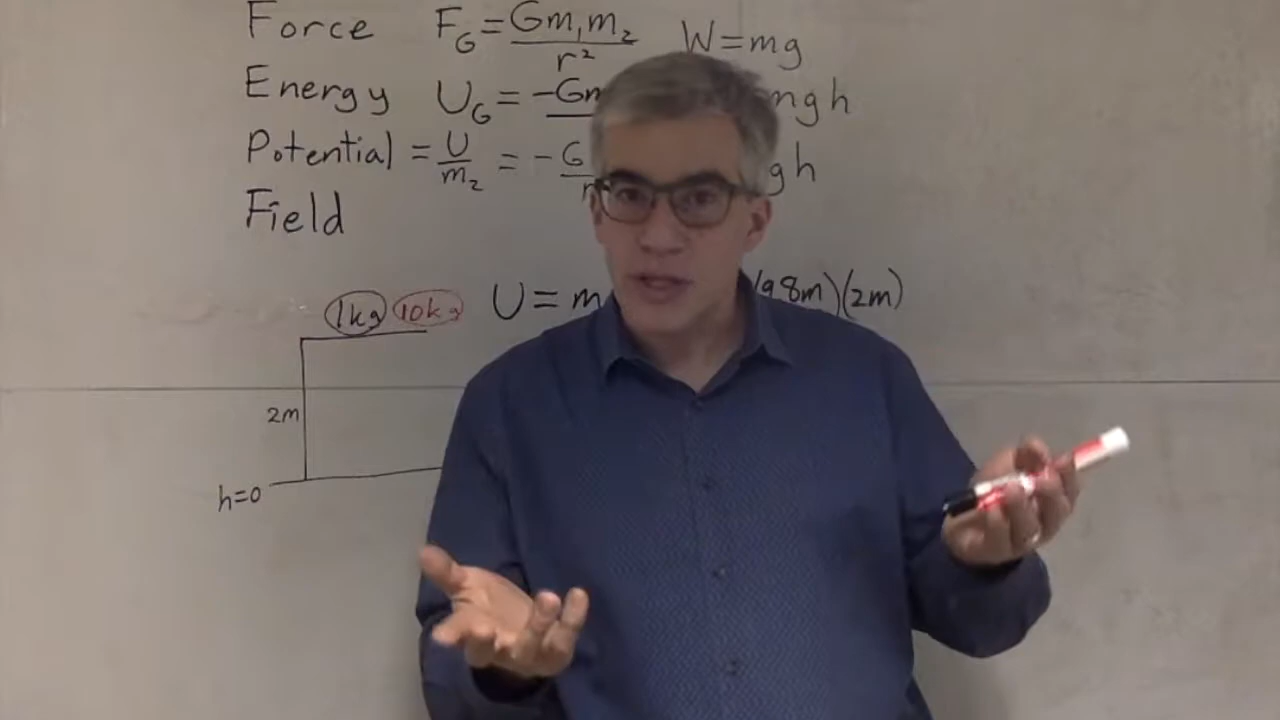 Force F_G = Gm₁m₂/r² W=mg
Energy U_G = -Gm mgh
Potential = U/m₂ = -G gh
Field
1kg 10kg U = m (9.8m)(2m)
2m
h=0